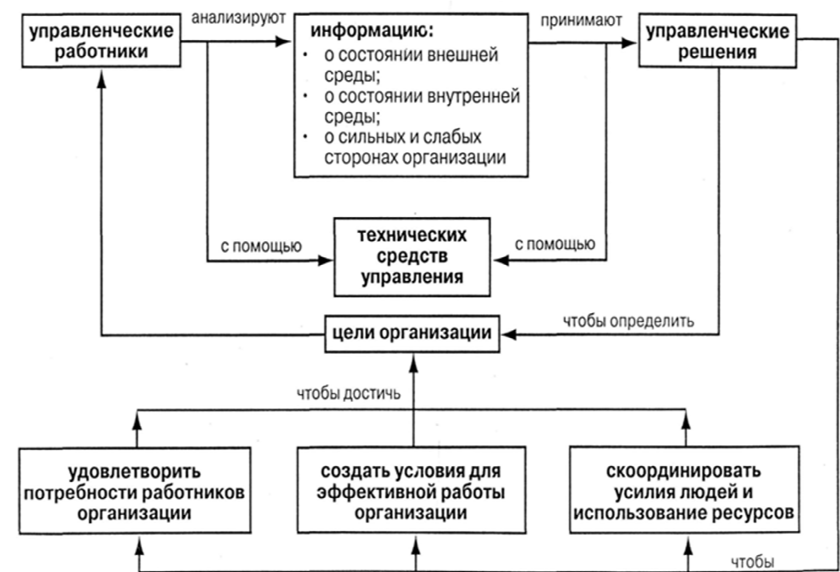 управленческие
работники
анализируют
информацию:
• о состоянии внешней
среды;
• о состоянии внутренней
среды;
• о сильных и слабых
сторонах организации
принимают
управленческие
решения
с помощью
технических
средств
управления
с помощью
цели организации
чтобы определить
чтобы достичь
удовлетворить
потребности работников
организации
создать условия для
эффективной работы
организации
скоординировать
усилия людей и
использование ресурсов
чтобы